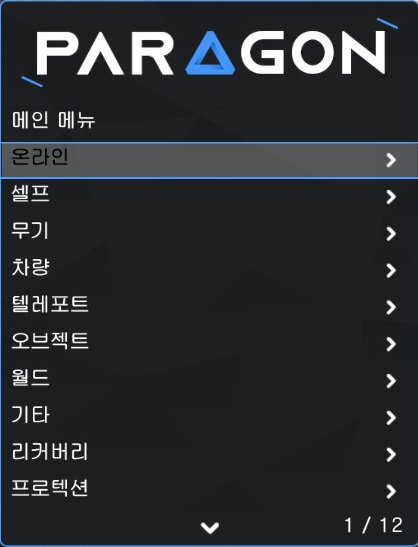 PARAGON
메인 메뉴
온라인
셀프
무기
차량
텔레포트
오브젝트
월드
기타
리커버리
프로텍션
1 / 12